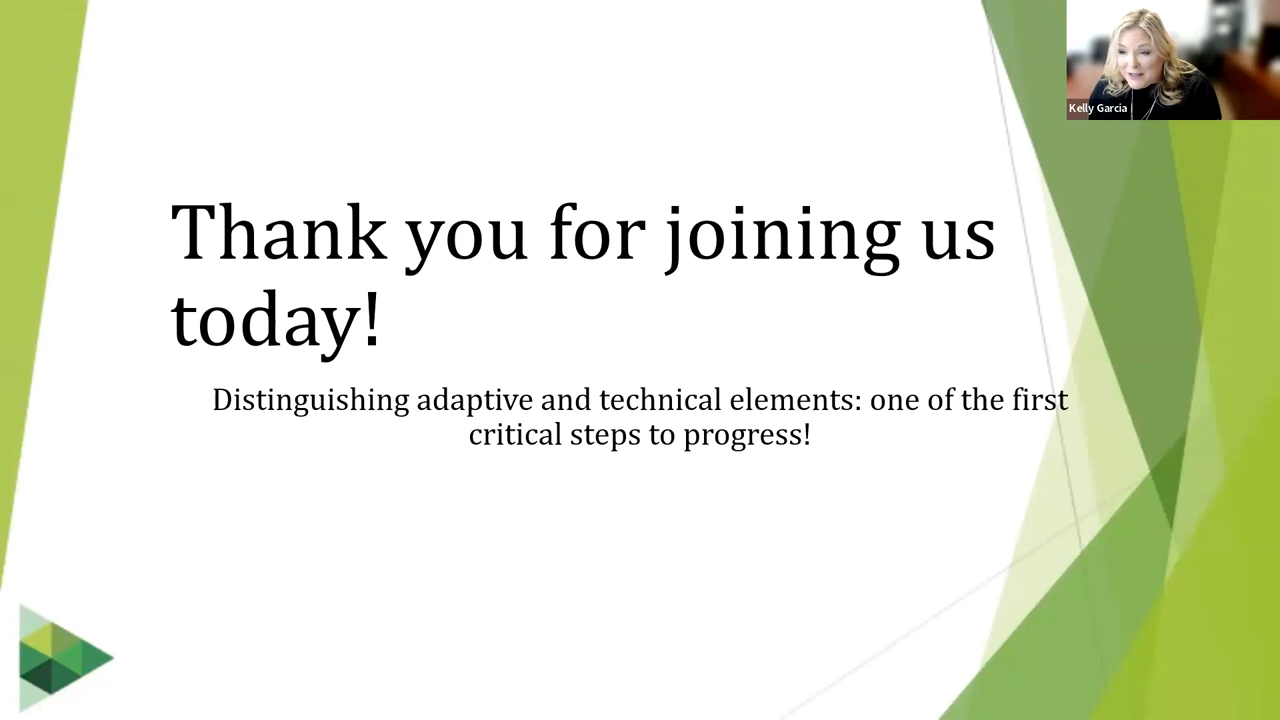 Kelly Garcia
Thank you for joining us
today!
Distinguishing adaptive and technical elements: one of the first
critical steps to progress!